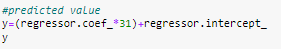 #predicted value
y=(regressor.coef_*31)+regressor.intercept_
y